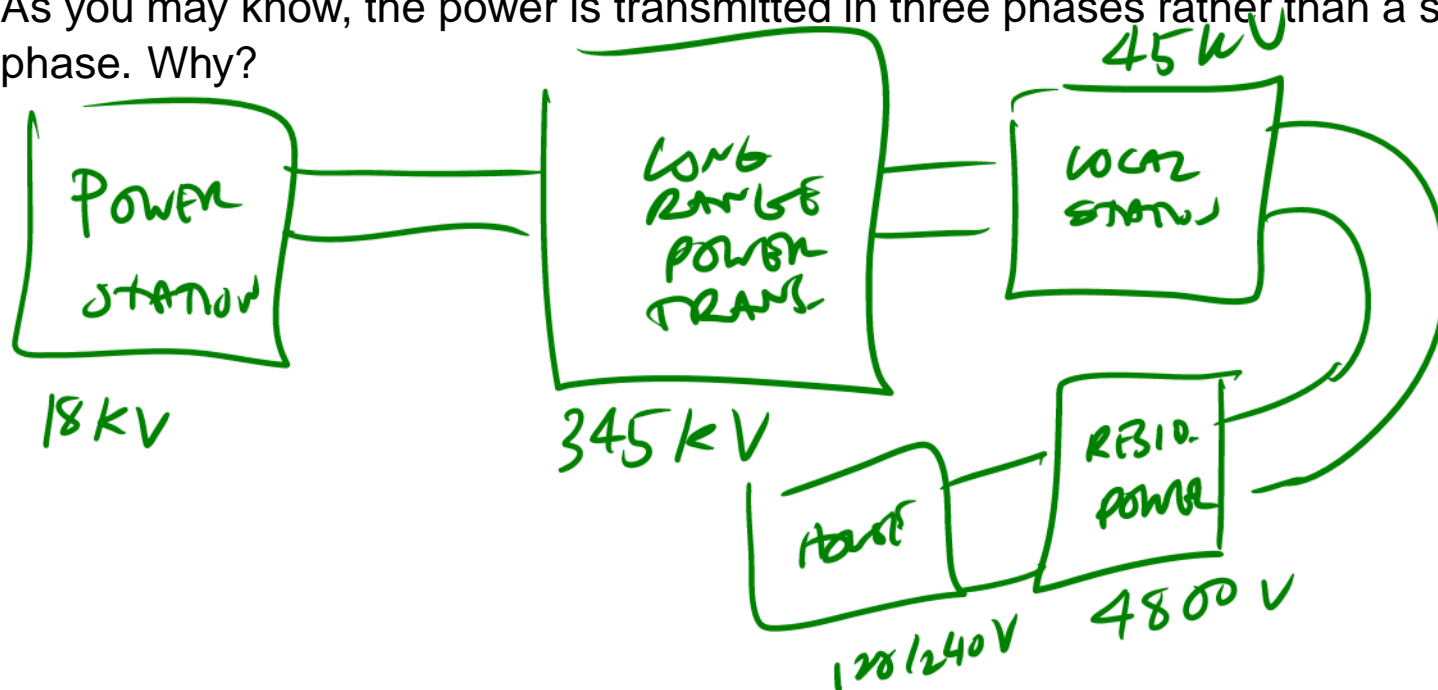 As you may know, the power is transmitted in three phases rather than a s
phase. Why?
45 kV
POWER
STATION
18 KV
LONG
RANGE
POWER
TRANS.
345 kV
LOCAL
STATION
RESID.
POWER
4800 V
HOUSE
120/240 V